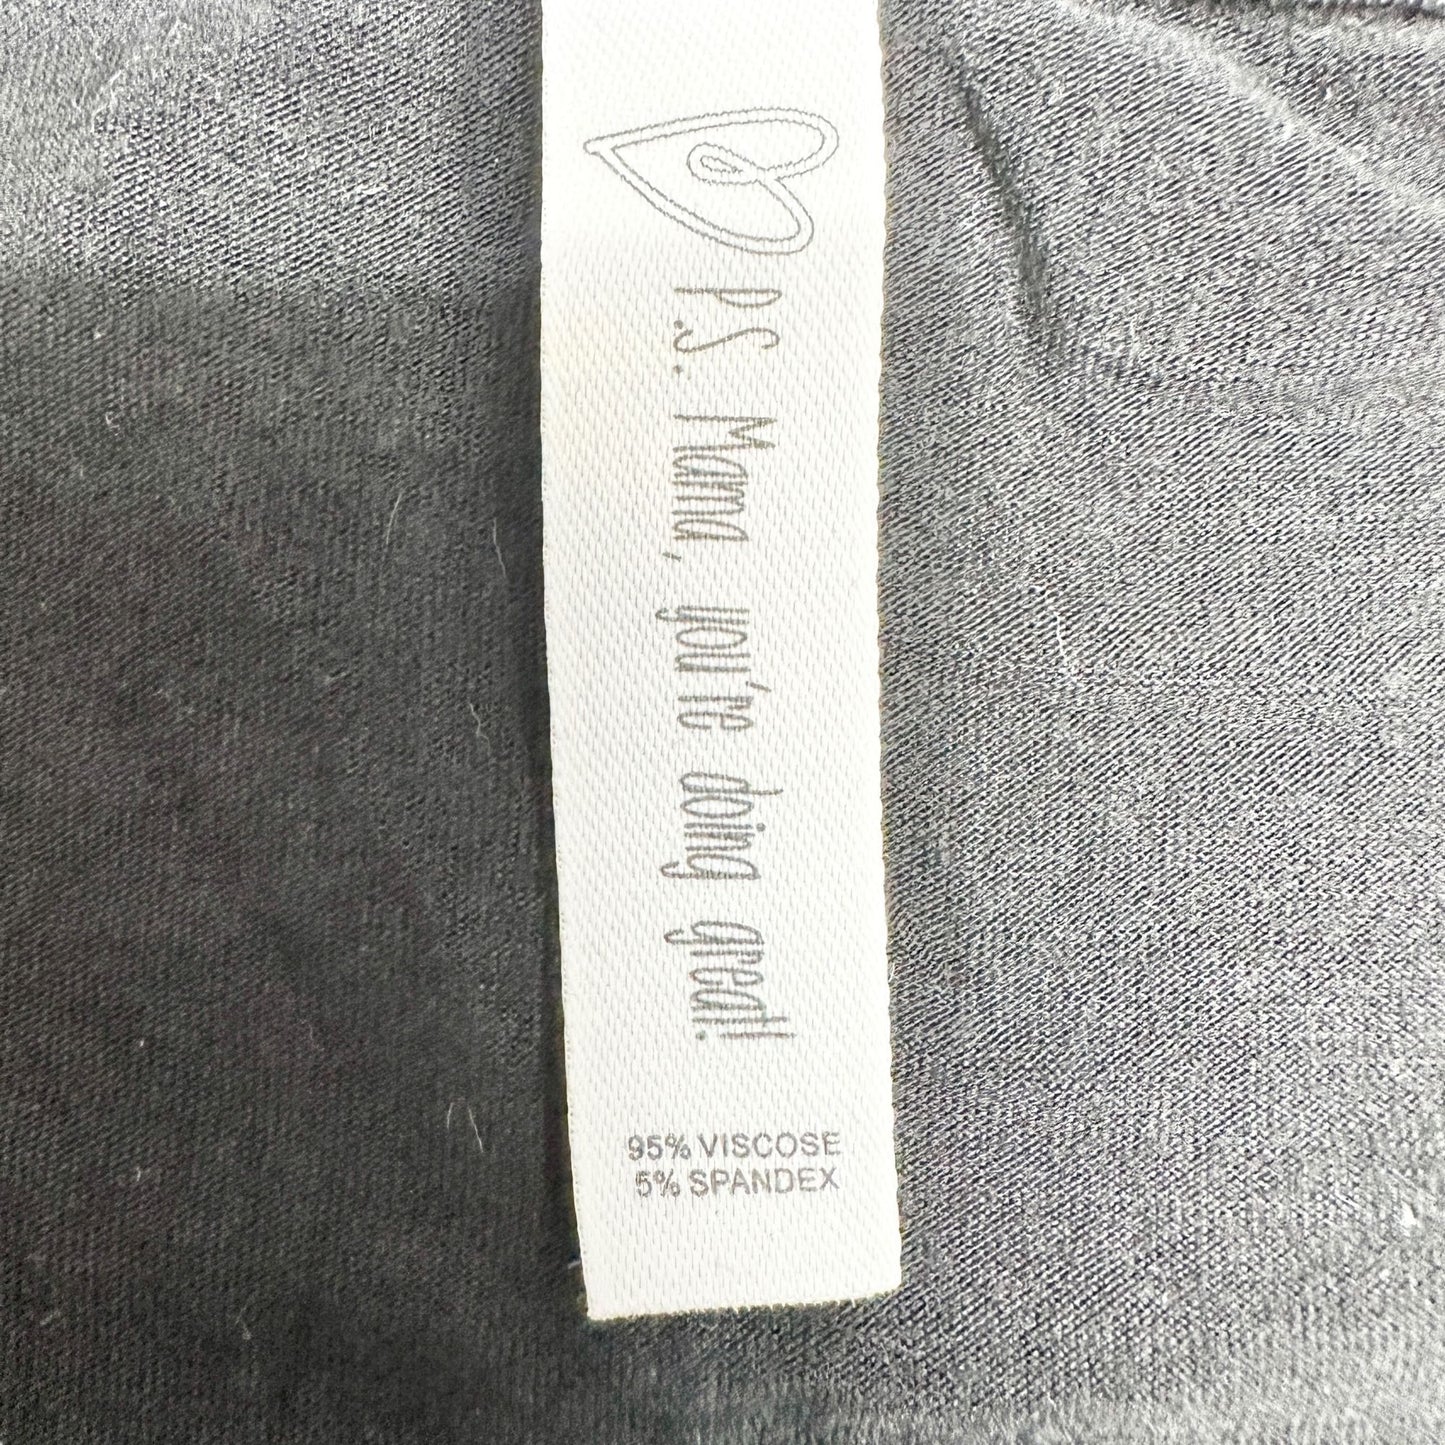 P.S. Mama, you're doing great!
95% VISCOSE
5% SPANDEX